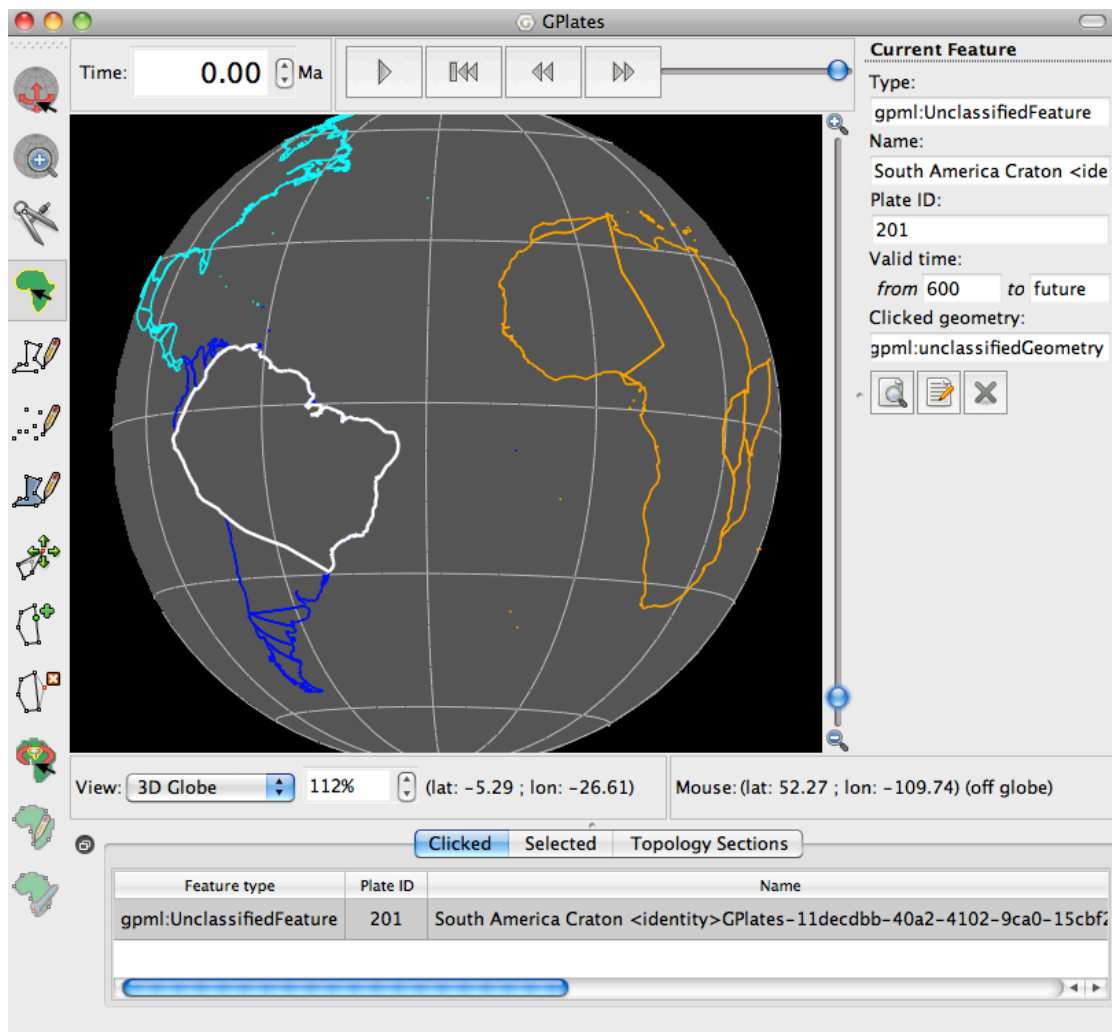 GPlates
Time: 0.00 Ma
Current Feature
Type:
gpml:UnclassifiedFeature
Name:
South America Craton <ide
Plate ID:
201
Valid time:
from 600 to future
Clicked geometry:
gpml:unclassifiedGeometry
View: 3D Globe 112% (lat: -5.29 ; lon: -26.61) Mouse: (lat: 52.27 ; lon: -109.74) (off globe)
Clicked Selected Topology Sections
Feature type Plate ID Name
gpml:UnclassifiedFeature 201 South America Craton <identity>GPlates-11decdbb-40a2-4102-9ca0-15cbf2